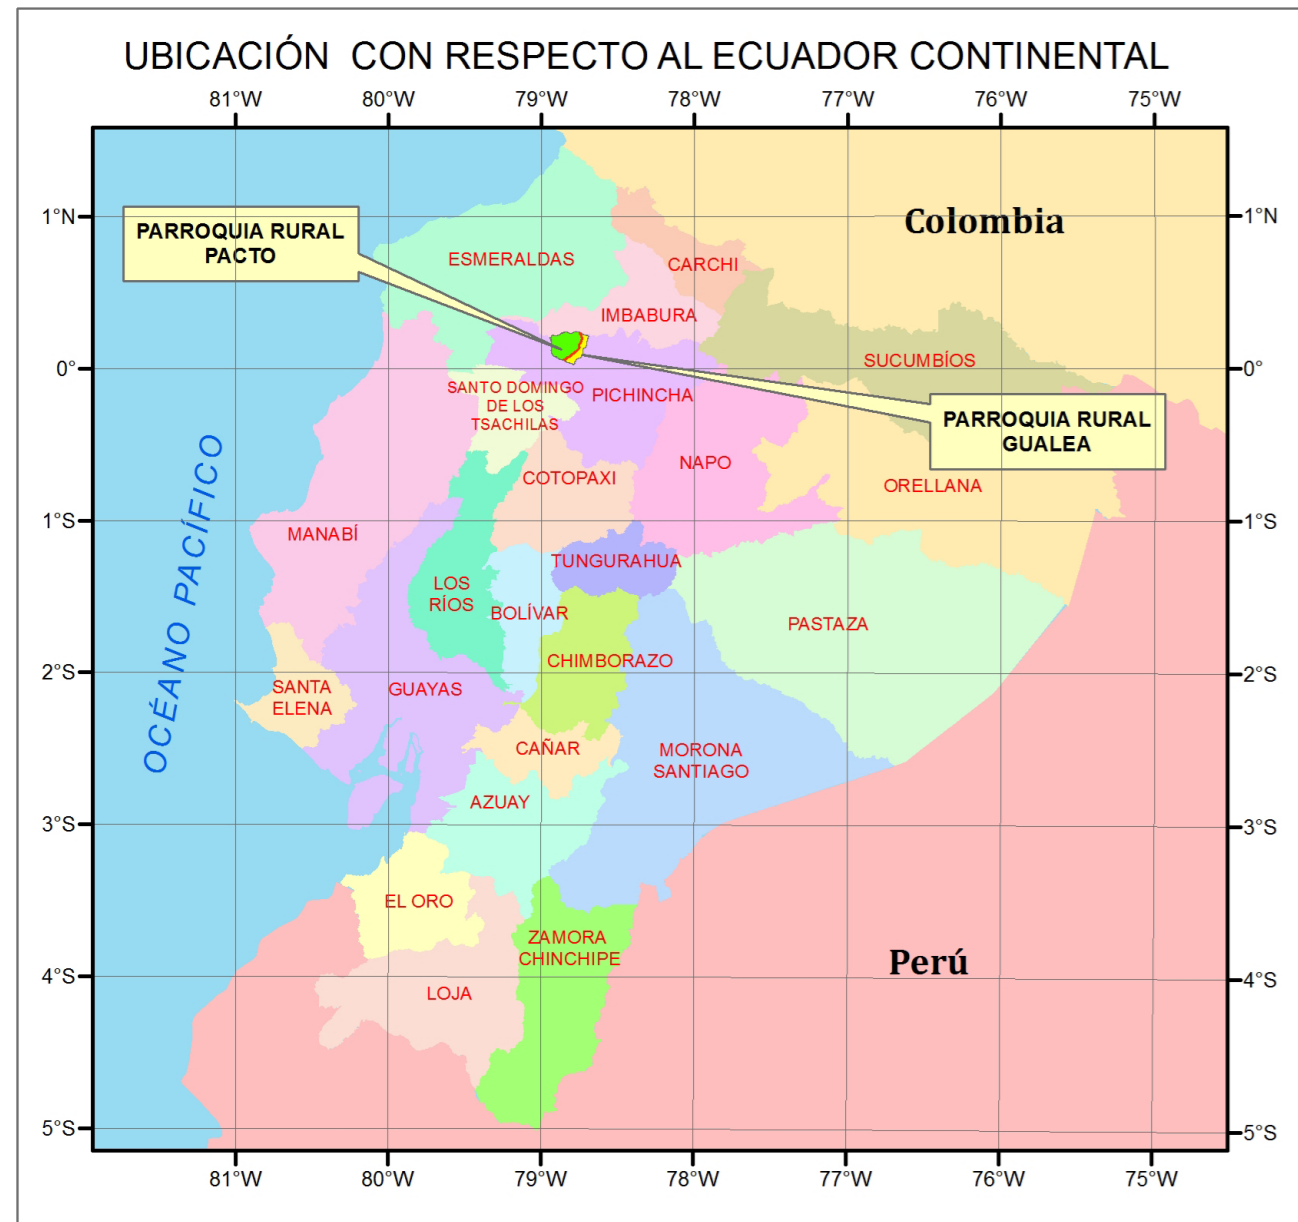 UBICACIÓN  CON RESPECTO AL ECUADOR CONTINENTAL
81°W
80°W
79°W
78°W
77°W
76°W
75°W
1°N
1°N
PARROQUIA RURAL
PACTO
Colombia
ESMERALDAS
CARCHI
IMBABURA
0°
0°
SUCUMBÍOS
SANTO DOMINGO
DE LOS
TSACHILAS
PICHINCHA
PARROQUIA RURAL
GUALEA
NAPO
COTOPAXI
ORELLANA
1°S
1°S
MANABÍ
OCÉANO PACÍFICO
TUNGURAHUA
LOS
RÍOS
BOLÍVAR
PASTAZA
CHIMBORAZO
2°S
2°S
SANTA
ELENA
GUAYAS
CAÑAR
MORONA
SANTIAGO
AZUAY
3°S
3°S
EL ORO
ZAMORA
CHINCHIPE
Perú
4°S
4°S
LOJA
5°S
5°S
81°W
80°W
79°W
78°W
77°W
76°W
75°W